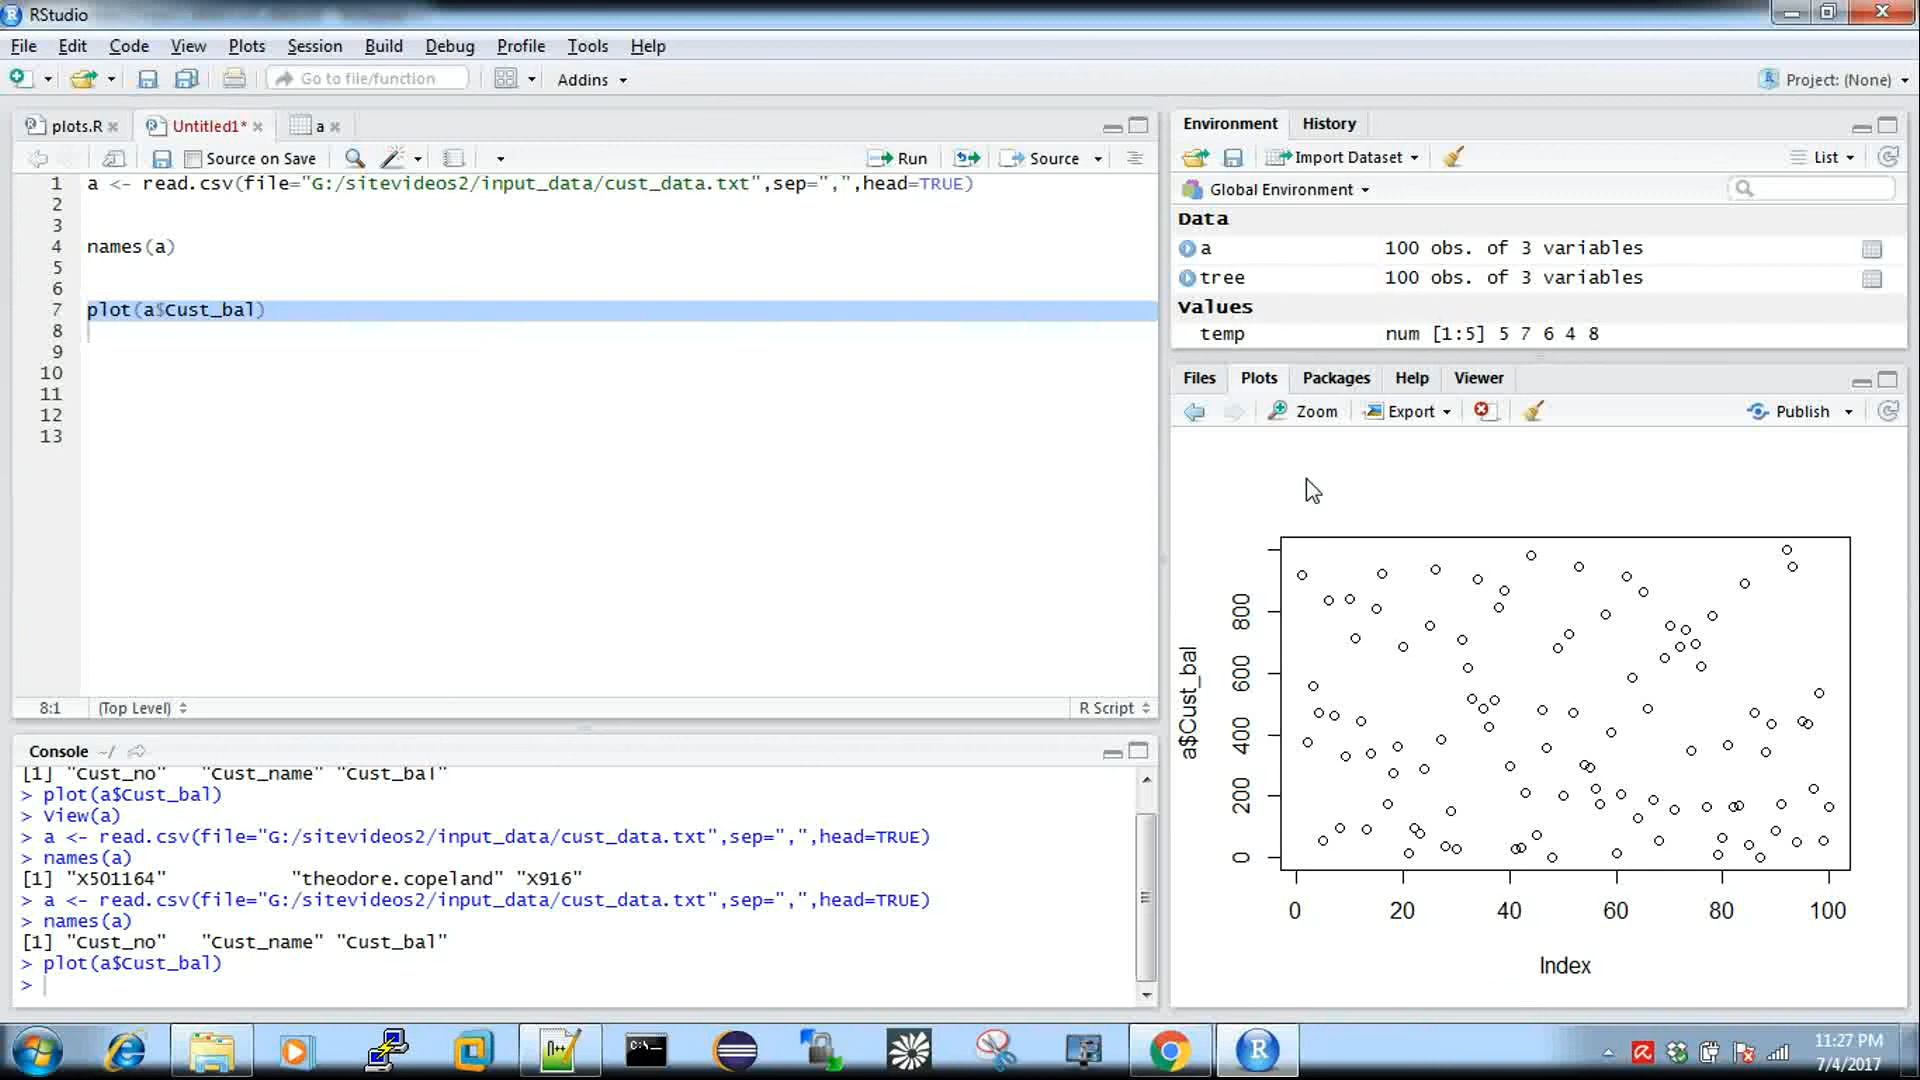 RStudio
File Edit Code View Plots Session Build Debug Profile Tools Help
Go to file/function Addins Project: (None)
plots.R Untitled1* a
Source on Save Run Source
1 a <- read.csv(file="G:/sitevideos2/input_data/cust_data.txt",sep=",",head=TRUE)
2
3
4 names(a)
5
6
7 plot(a$Cust_bal)
8
9
10
11
12
13
8:1 (Top Level) R Script
Console ~/
[1] "Cust_no" "Cust_name" "Cust_bal"
> plot(a$Cust_bal)
> View(a)
> a <- read.csv(file="G:/sitevideos2/input_data/cust_data.txt",sep=",",head=TRUE)
> names(a)
[1] "X501164" "theodore.copeland" "X916"
> a <- read.csv(file="G:/sitevideos2/input_data/cust_data.txt",sep=",",head=TRUE)
> names(a)
[1] "Cust_no" "Cust_name" "Cust_bal"
> plot(a$Cust_bal)
>
Environment History
Import Dataset List
Global Environment
Data
a 100 obs. of 3 variables
tree 100 obs. of 3 variables
Values
temp num [1:5] 5 7 6 4 8
Files Plots Packages Help Viewer
Zoom Export Publish
a$Cust_bal
800
600
400
200
0
0 20 40 60 80 100
Index
11:27 PM
7/4/2017